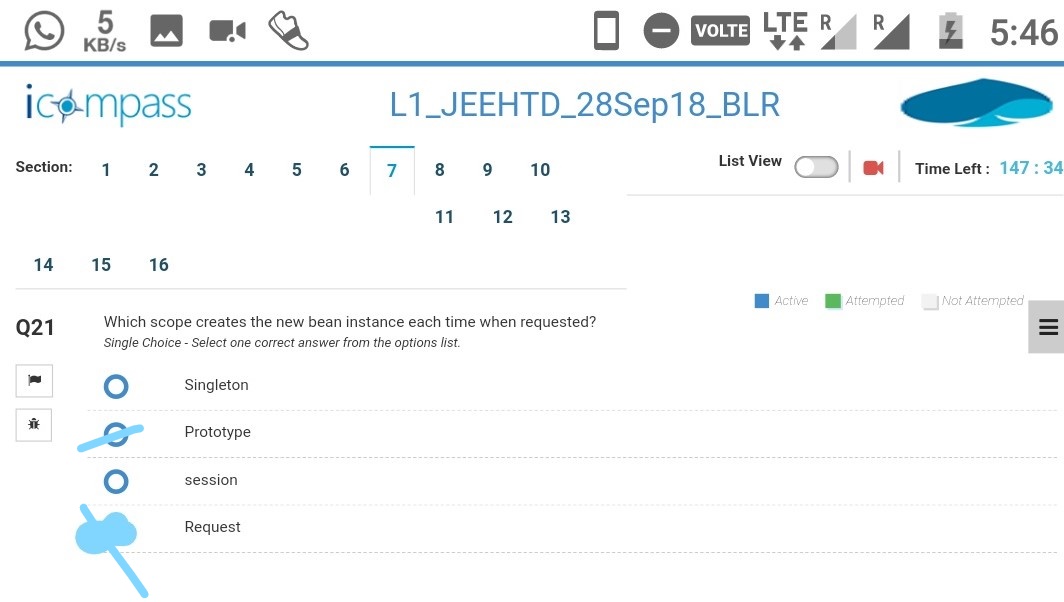 5
KB/s
VOLTE
LTE
R
R
5:46
icompass
L1_JEEHTD_28Sep18_BLR
Section: 1 2 3 4 5 6 7 8 9 10
List View
Time Left : 147 : 34
11 12 13
14 15 16
Active Attempted Not Attempted
Q21
Which scope creates the new bean instance each time when requested?
Single Choice - Select one correct answer from the options list.
Singleton
Prototype
session
Request